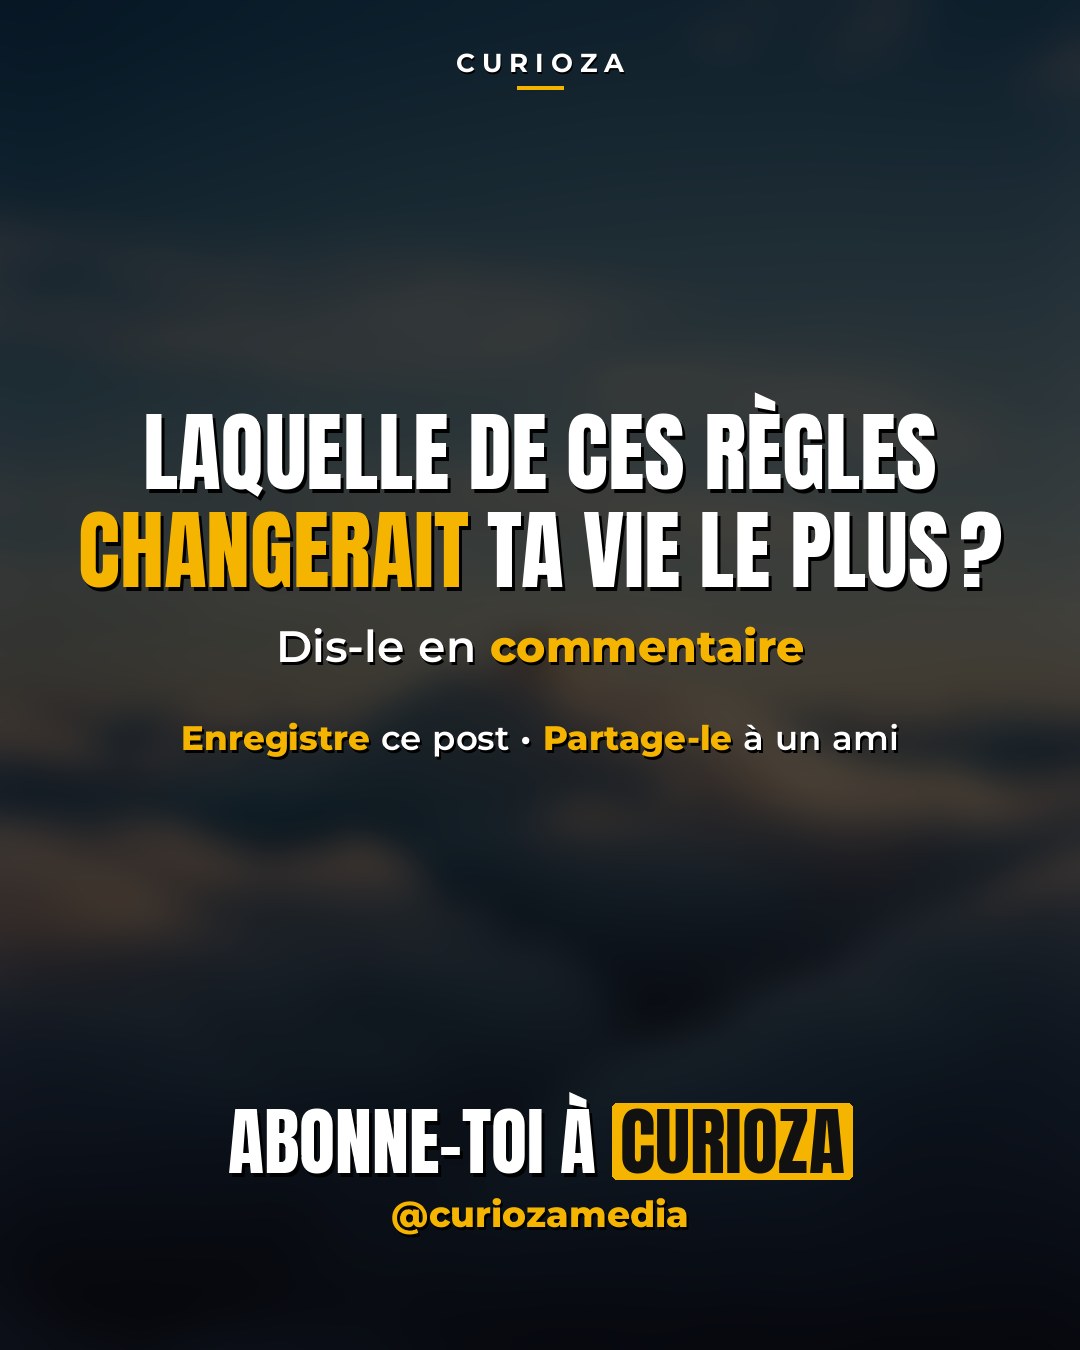 CURIOZA
LAQUELLE DE CES RÈGLES
CHANGERAIT TA VIE LE PLUS ?
Dis-le en commentaire
Enregistre ce post • Partage-le à un ami
ABONNE-TOI À CURIOZA
@curiozamedia